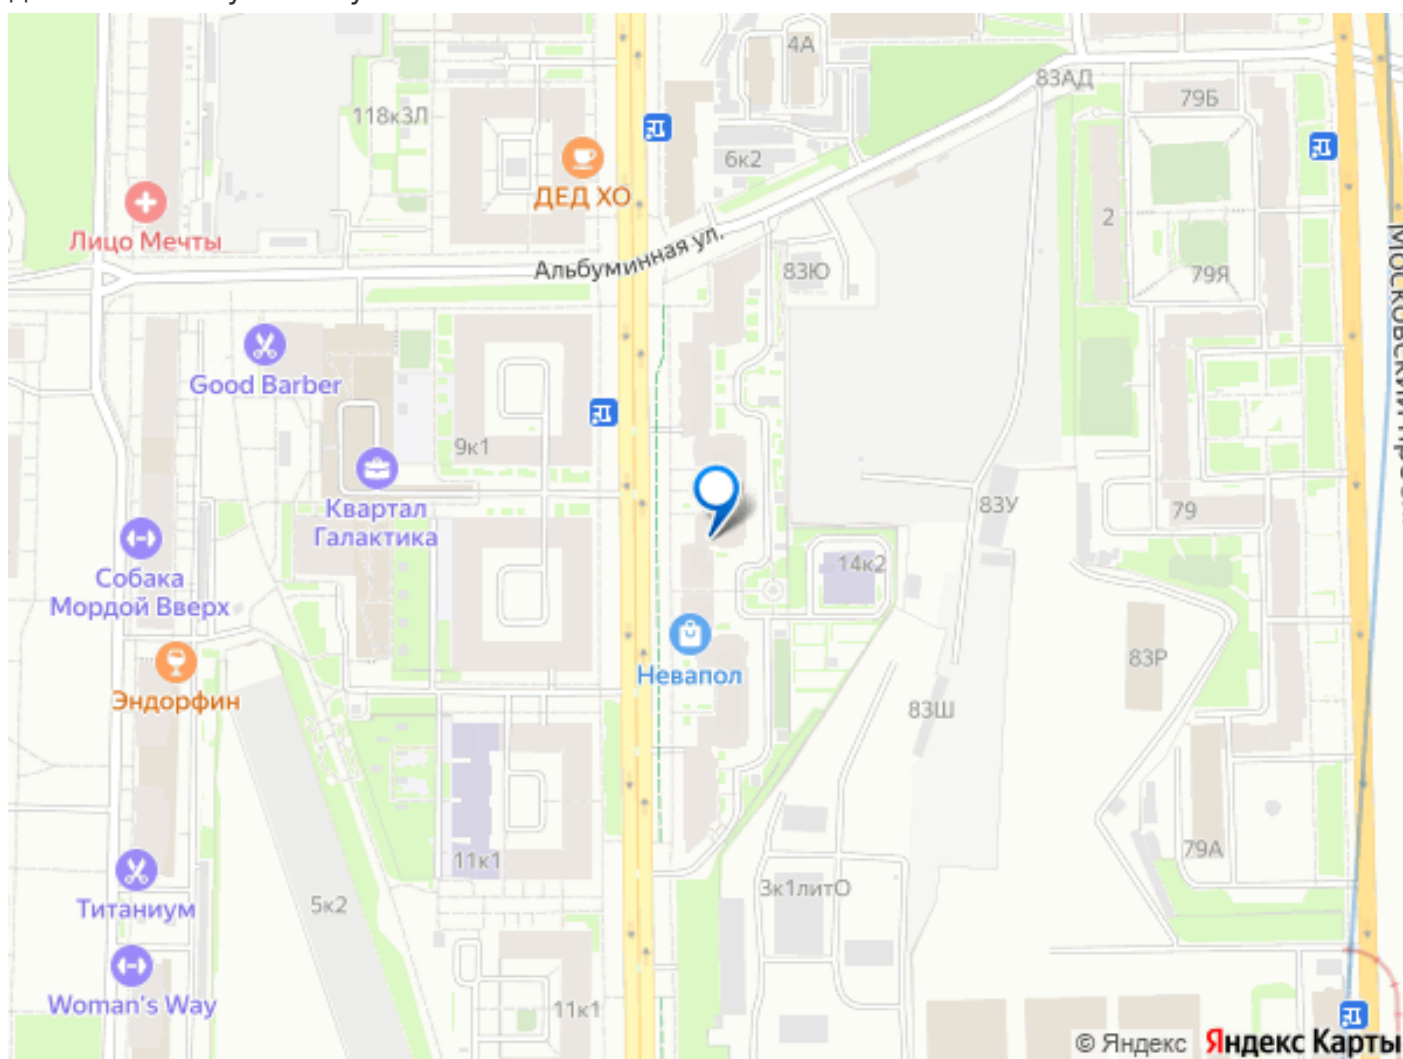 4А
83АД
79Б
118к3Л
6к2
ДЕД ХО
2
Лицо Мечты
Альбуминная ул.
83Ю
79Я
Московский
Good Barber
9к1
Квартал
Галактика
83У
79
14к2
Собака
Мордой Вверх
Невапол
83Р
Эндорфин
83Ш
11к1
79А
3к1литО
5к2
Титаниум
Woman's Way
11к1
© Яндекс Яндекс Карты